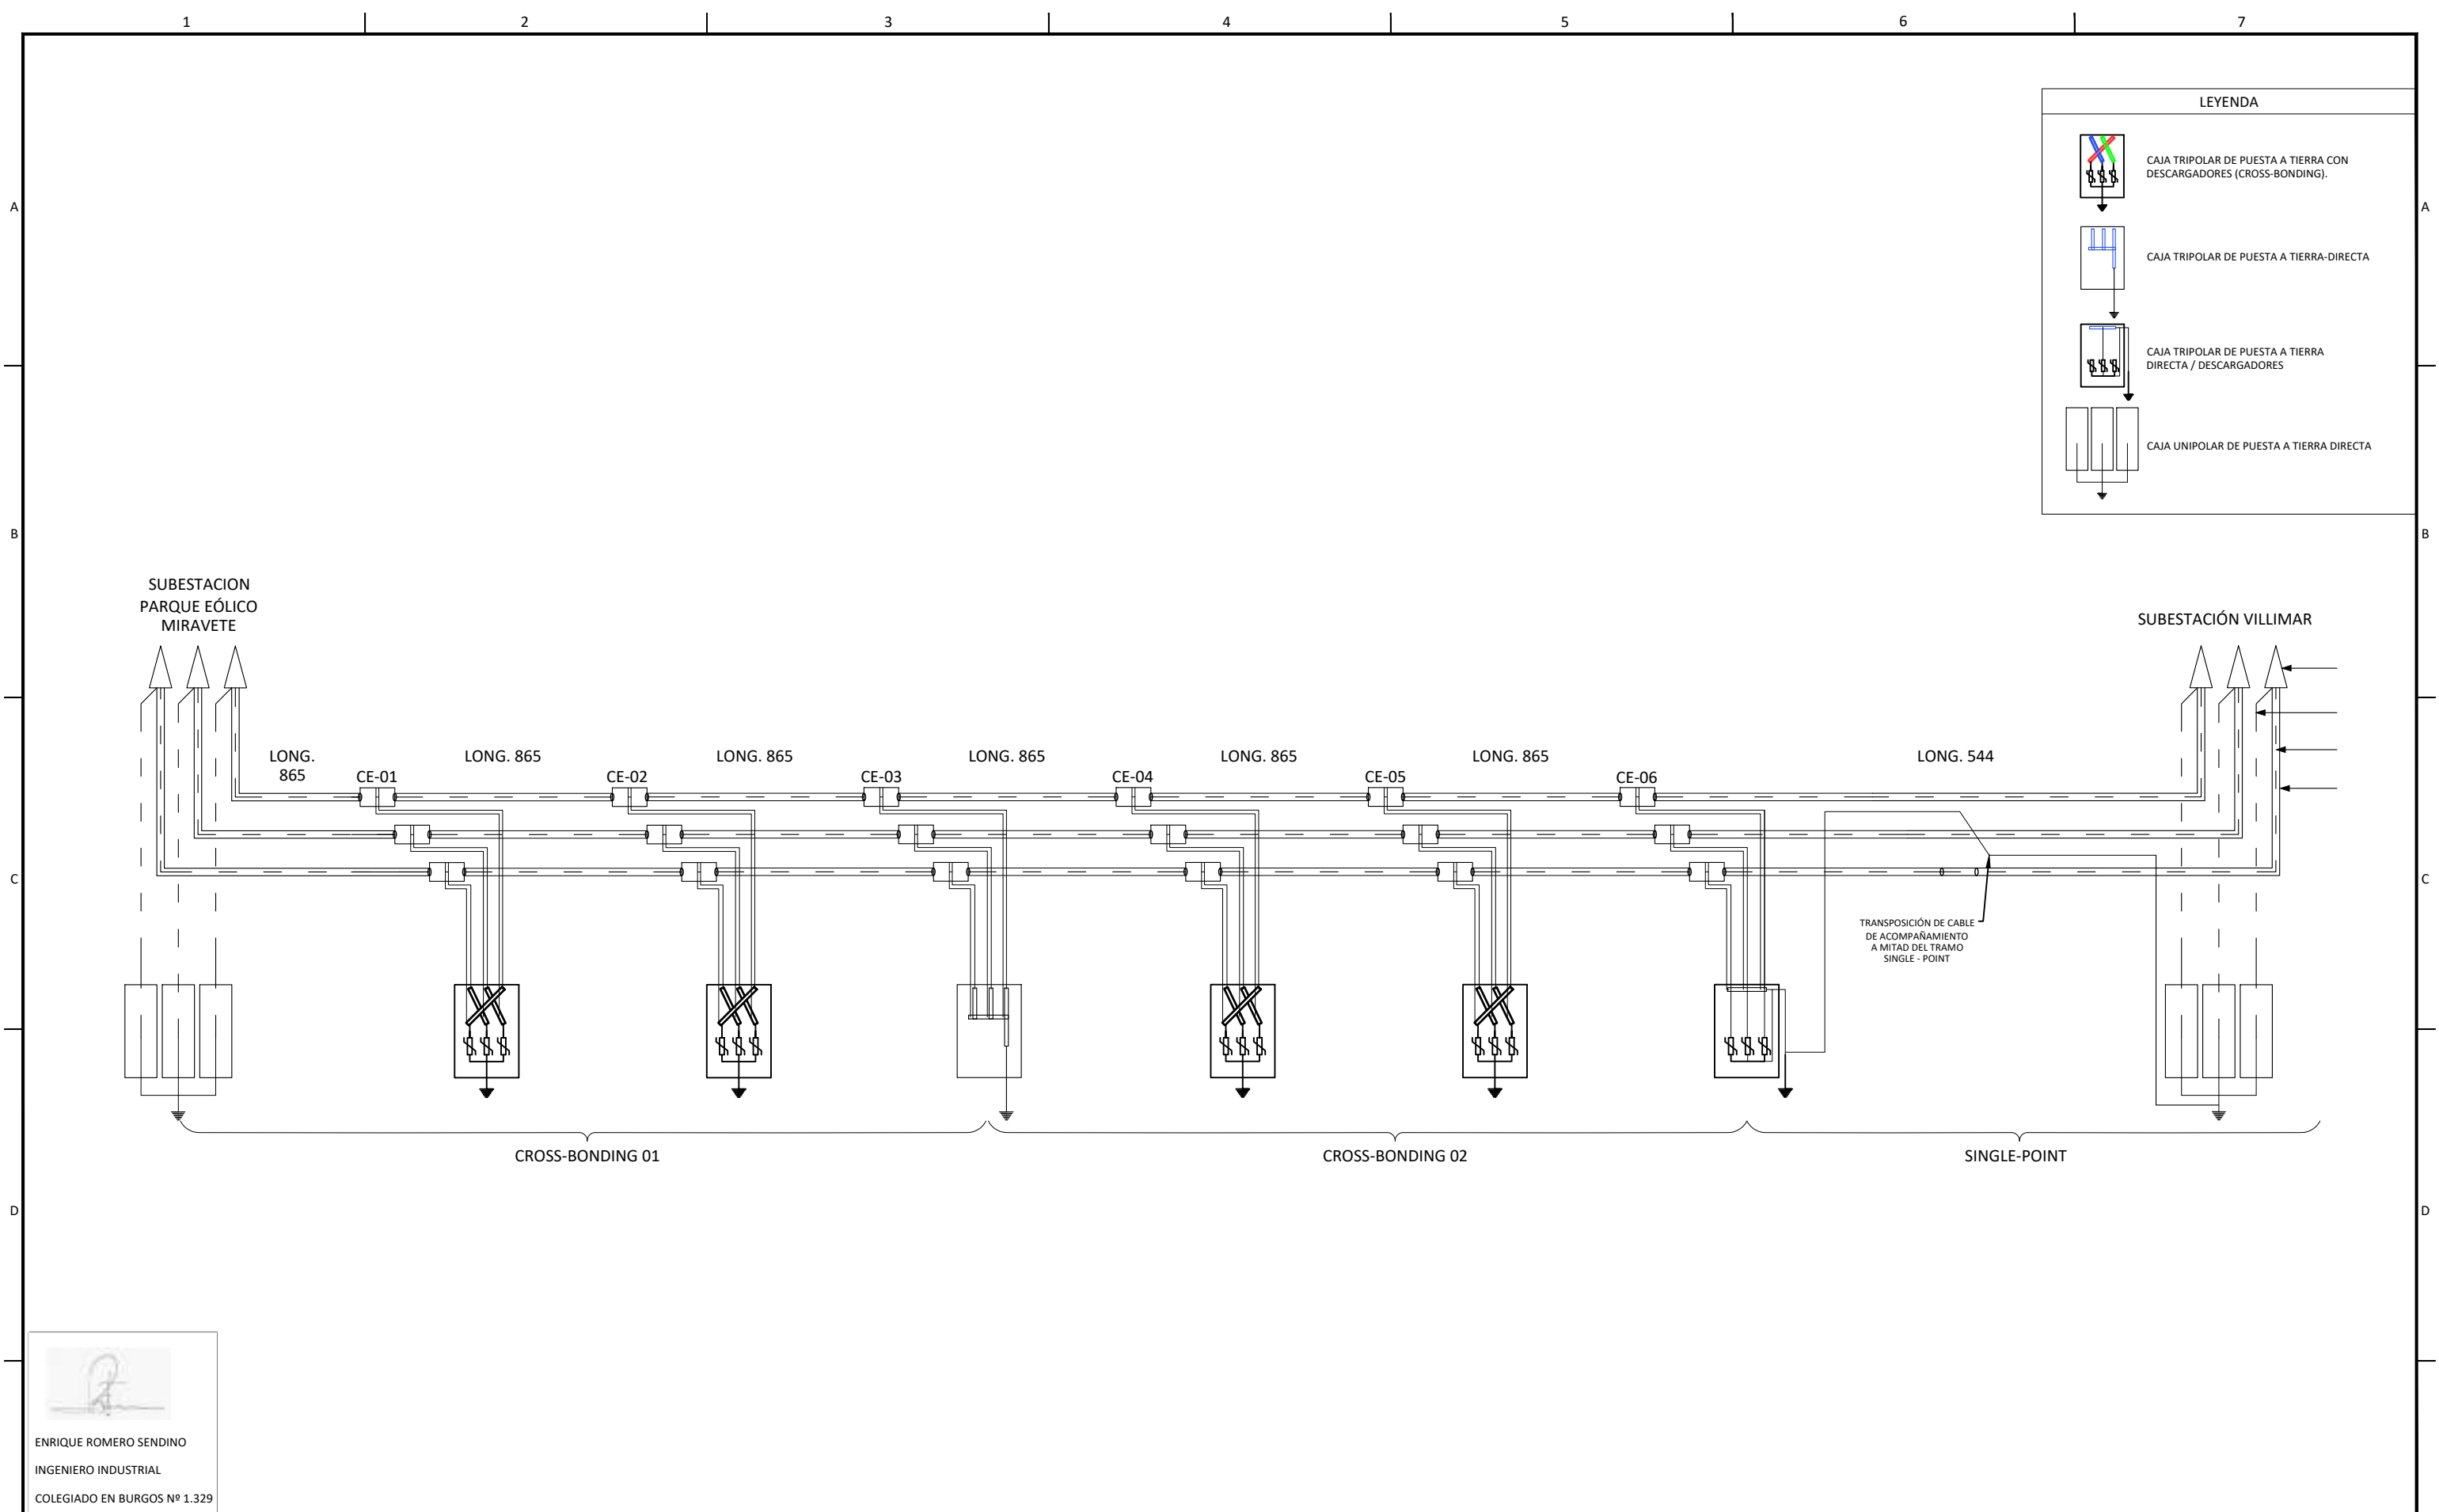 1 2 3 4 5 6 7
LEYENDA
CAJA TRIPOLAR DE PUESTA A TIERRA CON
DESCARGADORES (CROSS-BONDING).
A A
CAJA TRIPOLAR DE PUESTA A TIERRA-DIRECTA
CAJA TRIPOLAR DE PUESTA A TIERRA
DIRECTA / DESCARGADORES
CAJA UNIPOLAR DE PUESTA A TIERRA DIRECTA
B B
SUBESTACION
PARQUE EÓLICO
MIRAVETE
SUBESTACIÓN VILLIMAR
LONG.
865
LONG. 865
LONG. 865
LONG. 865
LONG. 865
LONG. 865
LONG. 544
CE-01
CE-02
CE-03
CE-04
CE-05
CE-06
C C
TRANSPOSICIÓN DE CABLE
DE ACOMPAÑAMIENTO
A MITAD DEL TRAMO
SINGLE - POINT
CROSS-BONDING 01
CROSS-BONDING 02
SINGLE-POINT
D D
ENRIQUE ROMERO SENDINO
INGENIERO INDUSTRIAL
COLEGIADO EN BURGOS Nº 1.329